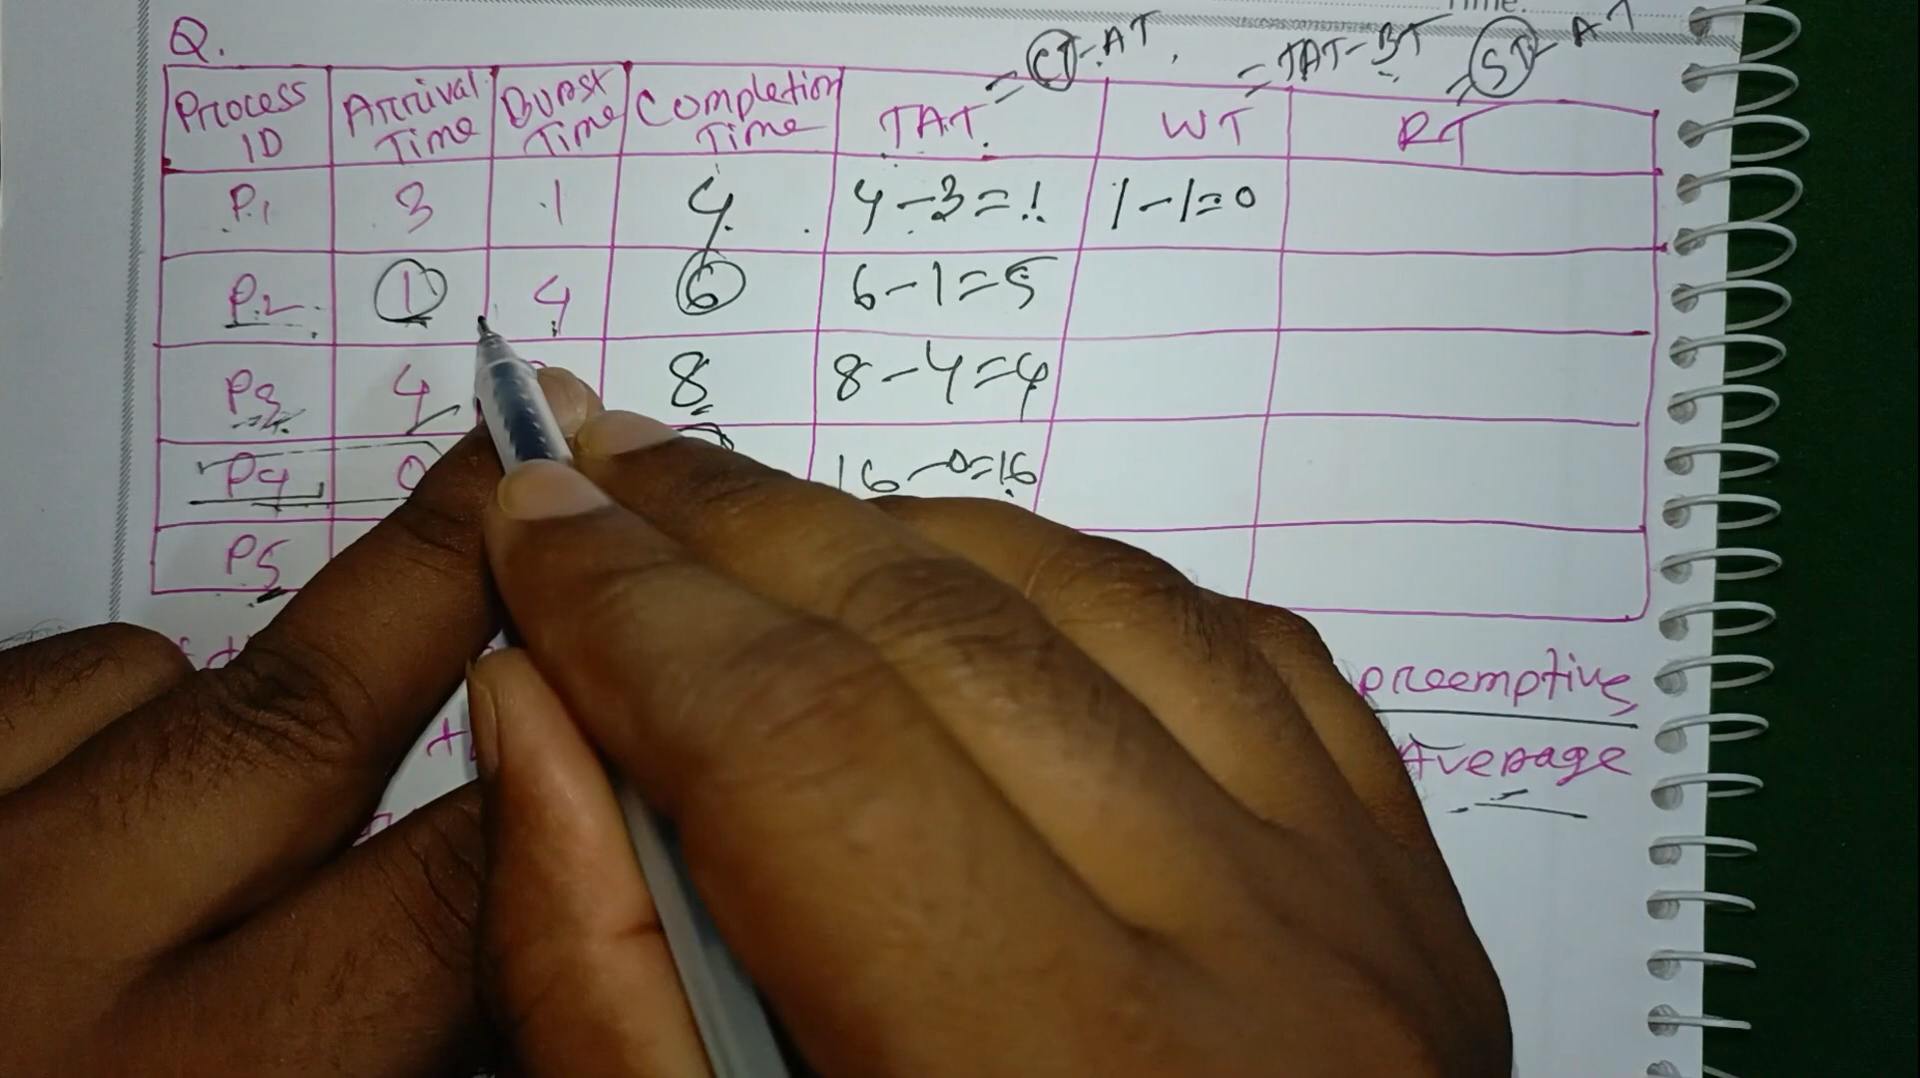 Time:
Q.
= CT-AT, = TAT-BT = ST-AT
Process ID Arrival Time Burst Time Completion Time TAT WT RT
P1 3 1 4 4-3=1 1-1=0
P2 1 4 6 6-1=5
P3 4 8 8-4=4
P4 0 16-0=16
P5
preemptive
Average